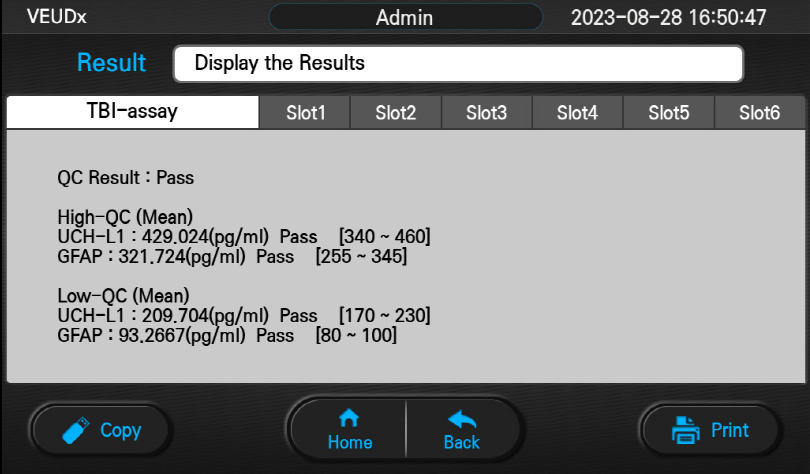 VEUDx Admin 2023-08-28 16:50:47
Result Display the Results
TBI-assay Slot1 Slot2 Slot3 Slot4 Slot5 Slot6
QC Result : Pass
High-QC (Mean)
UCH-L1 : 429.024(pg/ml) Pass [340 ~ 460]
GFAP : 321.724(pg/ml) Pass [255 ~ 345]
Low-QC (Mean)
UCH-L1 : 209.704(pg/ml) Pass [170 ~ 230]
GFAP : 93.2667(pg/ml) Pass [80 ~ 100]
Copy Home Back Print